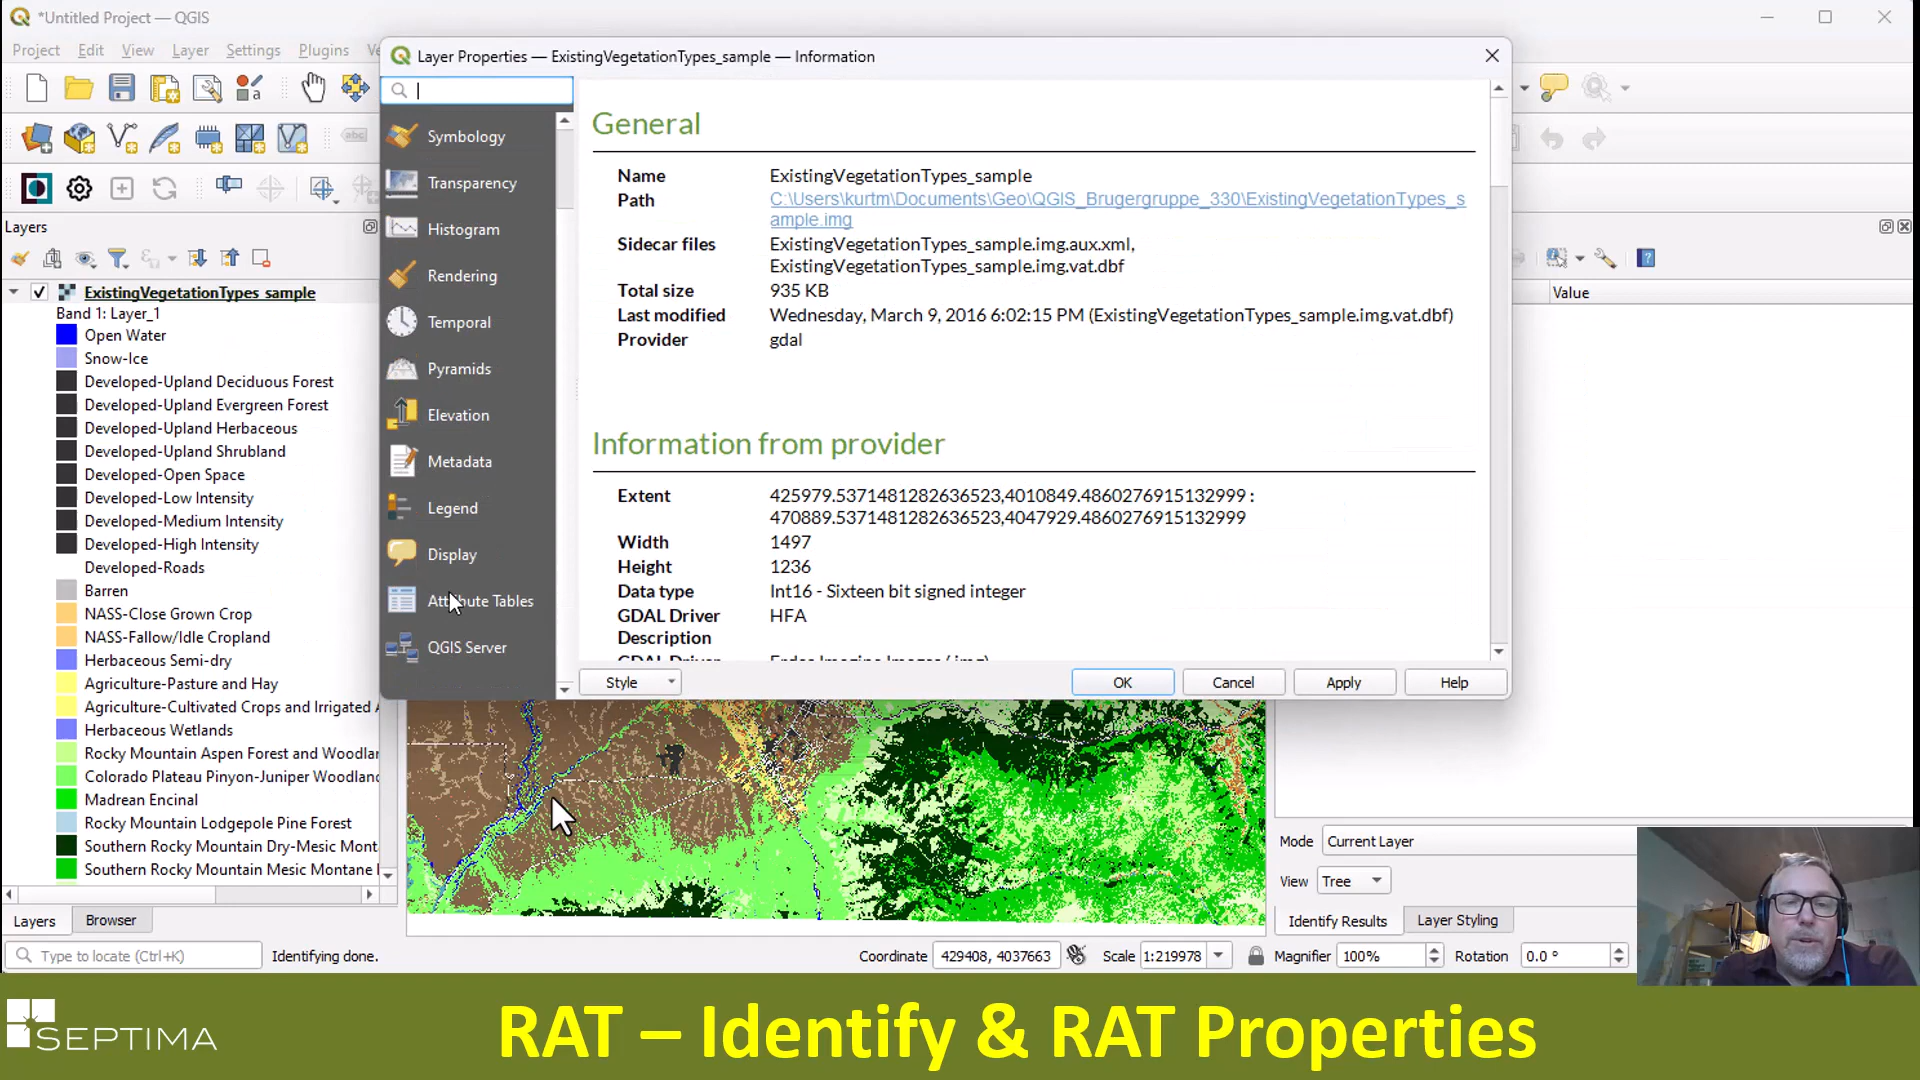 *Untitled Project — QGIS
Project Edit View Layer Settings Plugins Ve
Layer Properties — ExistingVegetationTypes_sample — Information
Symbology
Transparency
Histogram
Rendering
Temporal
Pyramids
Elevation
Metadata
Legend
Display
Attribute Tables
QGIS Server
General
Name ExistingVegetationTypes_sample
Path C:\Users\kurtm\Documents\Geo\QGIS_Brugergruppe_330\ExistingVegetationTypes_s
ample.img
Sidecar files ExistingVegetationTypes_sample.img.aux.xml,
ExistingVegetationTypes_sample.img.vat.dbf
Total size 935 KB
Last modified Wednesday, March 9, 2016 6:02:15 PM (ExistingVegetationTypes_sample.img.vat.dbf)
Provider gdal
Information from provider
Extent 425979.5371481282636523,4010849.4860276915132999 :
470889.5371481282636523,4047929.4860276915132999
Width 1497
Height 1236
Data type Int16 - Sixteen bit signed integer
GDAL Driver HFA
Description
GDAL Driver Erdas Imagine Images (.img)
Style OK Cancel Apply Help
abc
Layers
ExistingVegetationTypes_sample
Band 1: Layer_1
Open Water
Snow-Ice
Developed-Upland Deciduous Forest
Developed-Upland Evergreen Forest
Developed-Upland Herbaceous
Developed-Upland Shrubland
Developed-Open Space
Developed-Low Intensity
Developed-Medium Intensity
Developed-High Intensity
Developed-Roads
Barren
NASS-Close Grown Crop
NASS-Fallow/Idle Cropland
Herbaceous Semi-dry
Agriculture-Pasture and Hay
Agriculture-Cultivated Crops and Irrigated A
Herbaceous Wetlands
Rocky Mountain Aspen Forest and Woodlan
Colorado Plateau Pinyon-Juniper Woodland
Madrean Encinal
Rocky Mountain Lodgepole Pine Forest
Southern Rocky Mountain Dry-Mesic Mont
Southern Rocky Mountain Mesic Montane F
Layers Browser
Value
Mode Current Layer
View Tree
Identify Results Layer Styling
Type to locate (Ctrl+K) Identifying done. Coordinate 429408, 4037663 Scale 1:219978 Magnifier 100% Rotation 0.0 °
SEPTIMA
RAT – Identify & RAT Properties